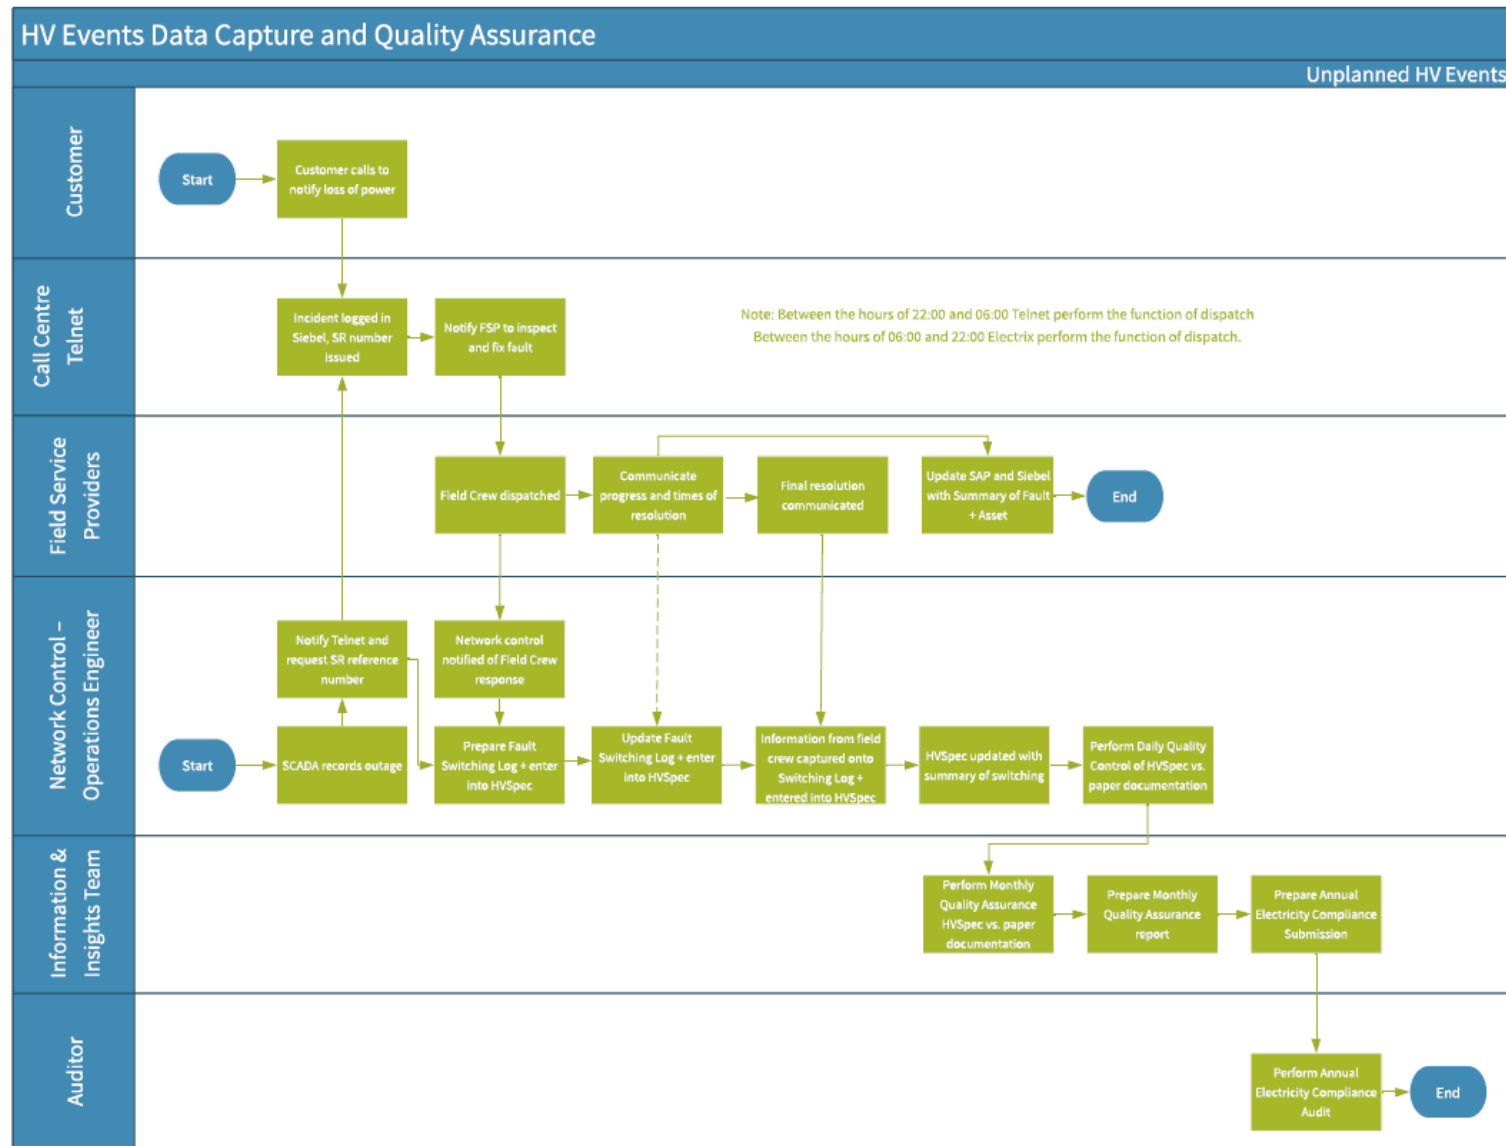 HV Events Data Capture and Quality Assurance
Unplanned HV Events
Customer
Start
Customer calls to
notify loss of power
Call Centre
Telnet
Incident logged in
Siebel, SR number
issued
Notify FSP to inspect
and fix fault
Note: Between the hours of 22:00 and 06:00 Telnet perform the function of dispatch
Between the hours of 06:00 and 22:00 Electrix perform the function of dispatch.
Field Service
Providers
Field Crew dispatched
Communicate
progress and times of
resolution
Final resolution
communicated
Update SAP and Siebel
with Summary of Fault
+ Asset
End
Network Control –
Operations Engineer
Notify Telnet and
request SR reference
number
Network control
notified of Field Crew
response
Start
SCADA records outage
Prepare Fault
Switching Log + enter
into HVSpec
Update Fault
Switching Log + enter
into HVSpec
Information from field
crew captured onto
Switching Log +
entered into HVSpec
HVSpec updated with
summary of switching
Perform Daily Quality
Control of HVSpec vs.
paper documentation
Information &
Insights Team
Perform Monthly
Quality Assurance
HVSpec vs. paper
documentation
Prepare Monthly
Quality Assurance
report
Prepare Annual
Electricity Compliance
Submission
Auditor
Perform Annual
Electricity Compliance
Audit
End